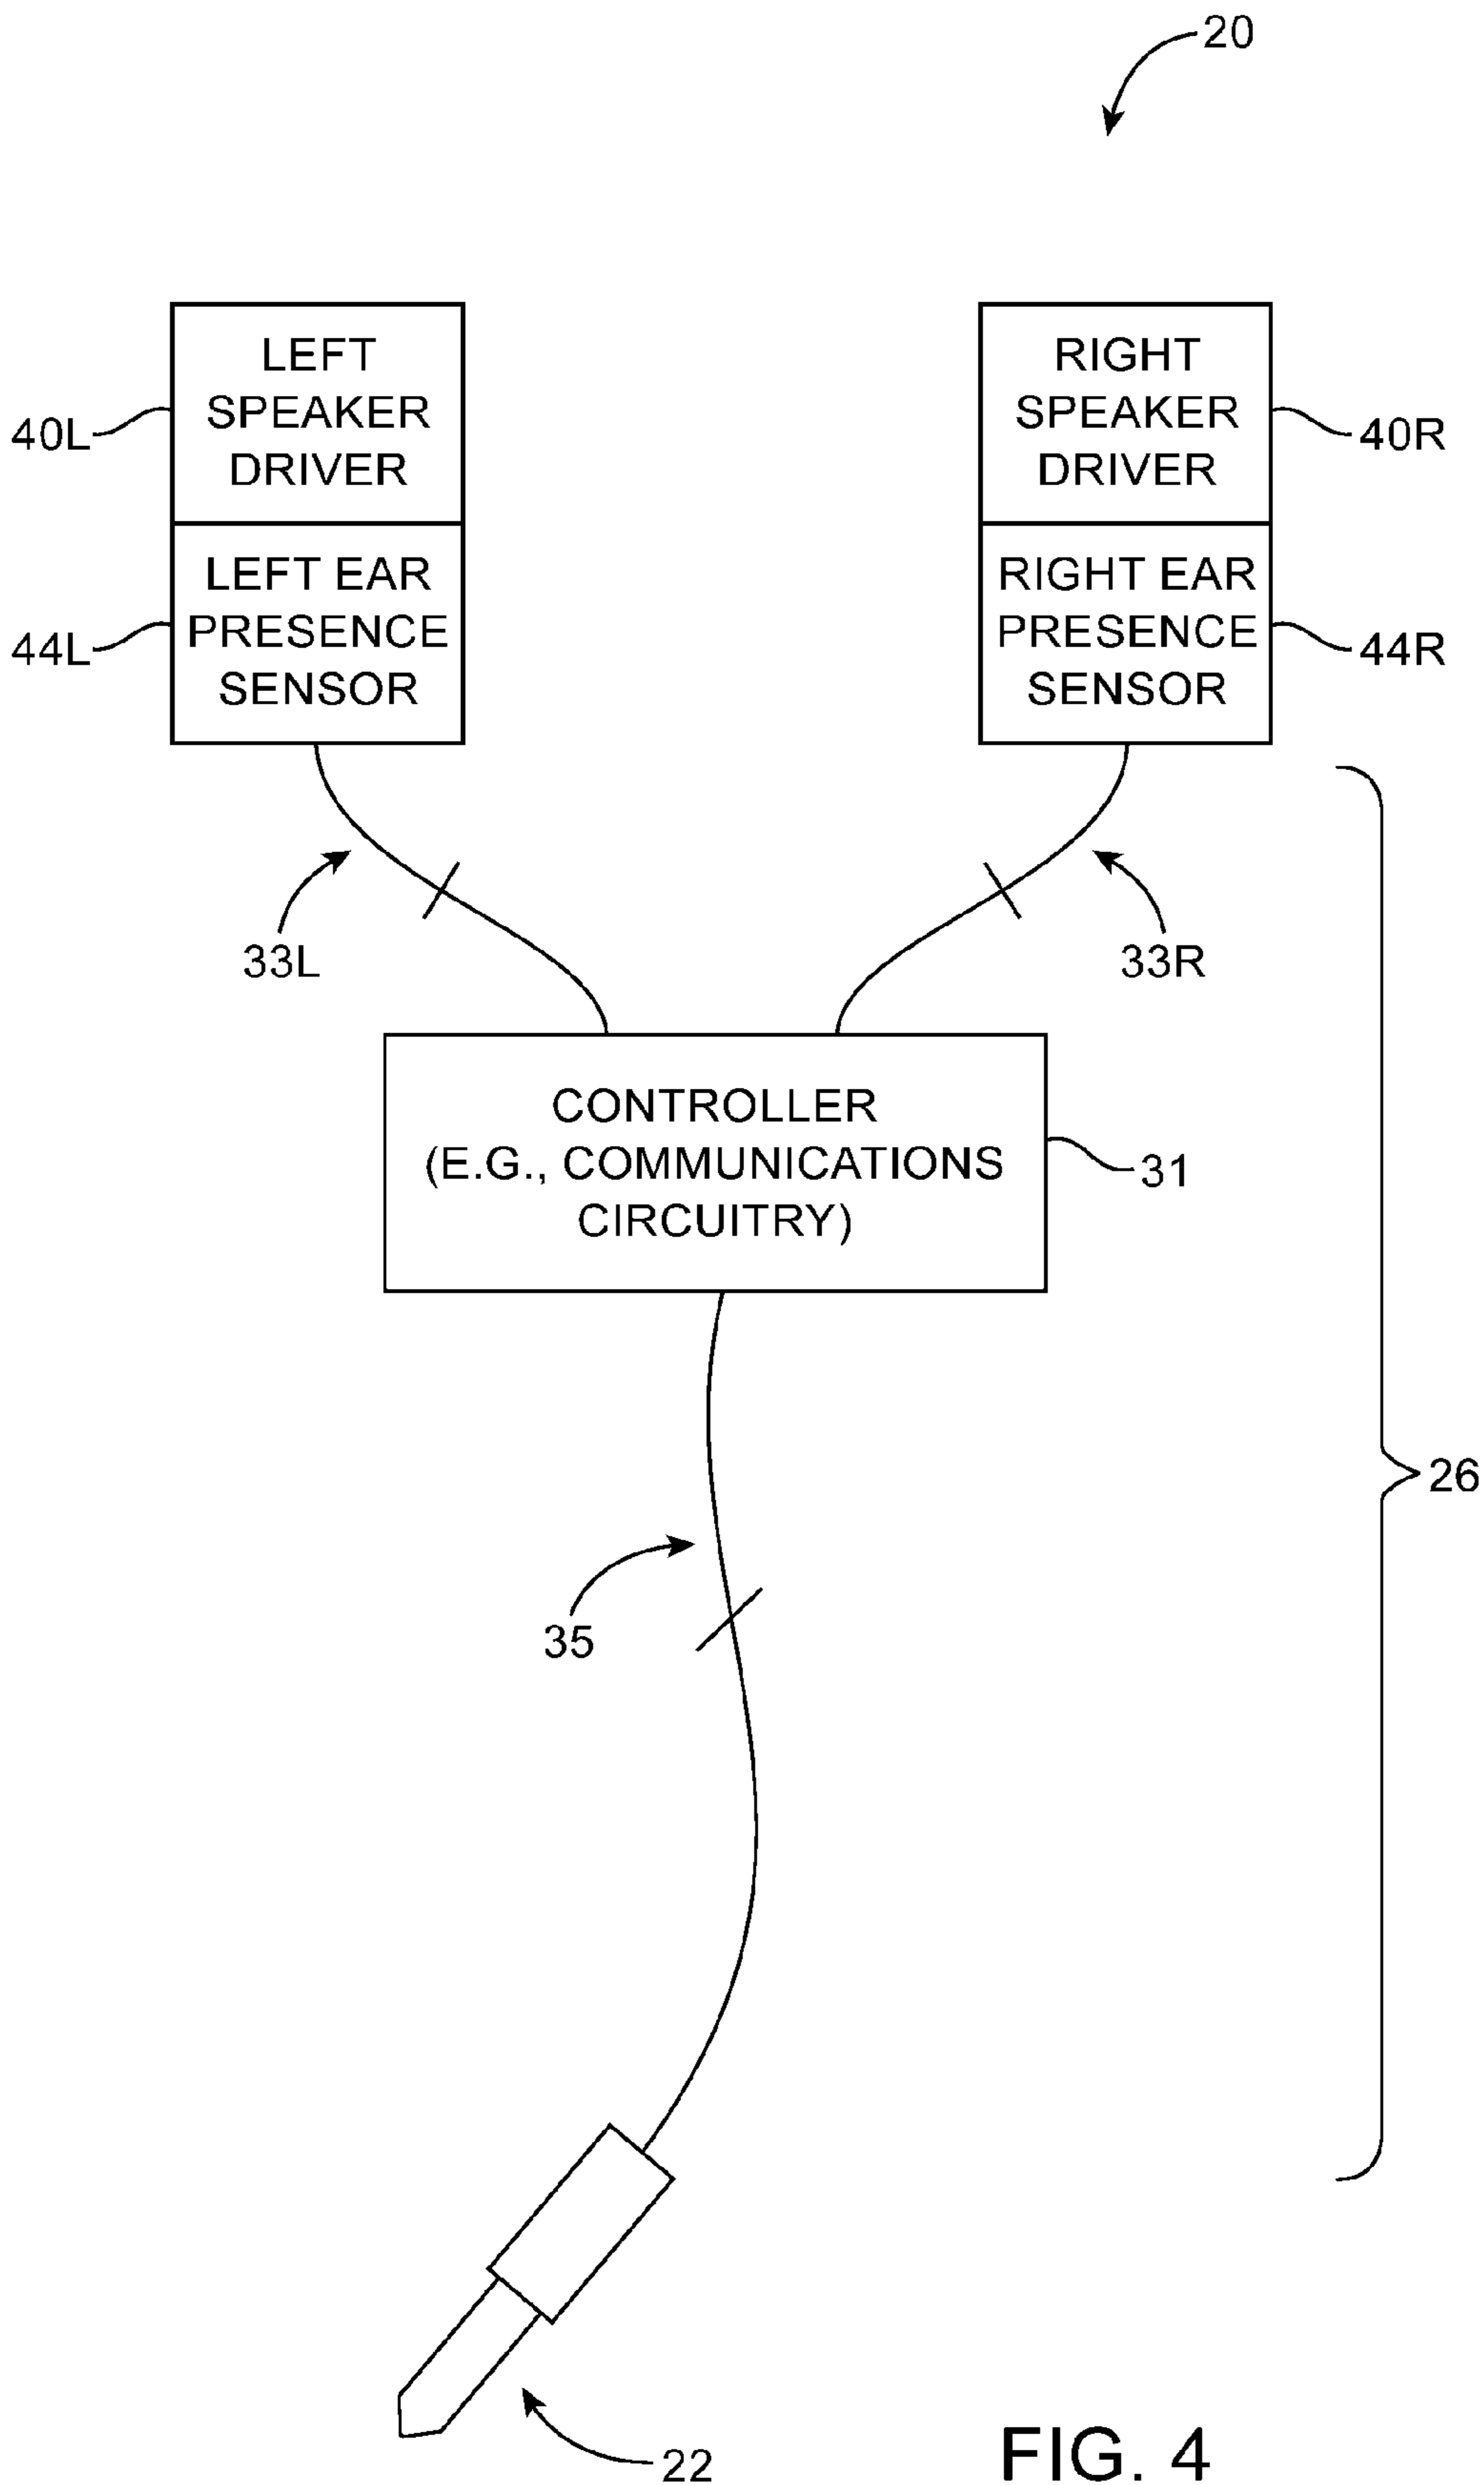 20
LEFT
SPEAKER
DRIVER
RIGHT
SPEAKER
DRIVER
40L
40R
LEFT EAR
PRESENCE
SENSOR
RIGHT EAR
PRESENCE
SENSOR
44L
44R
33L
33R
CONTROLLER
(E.G., COMMUNICATIONS
CIRCUITRY)
31
26
35
22
FIG. 4